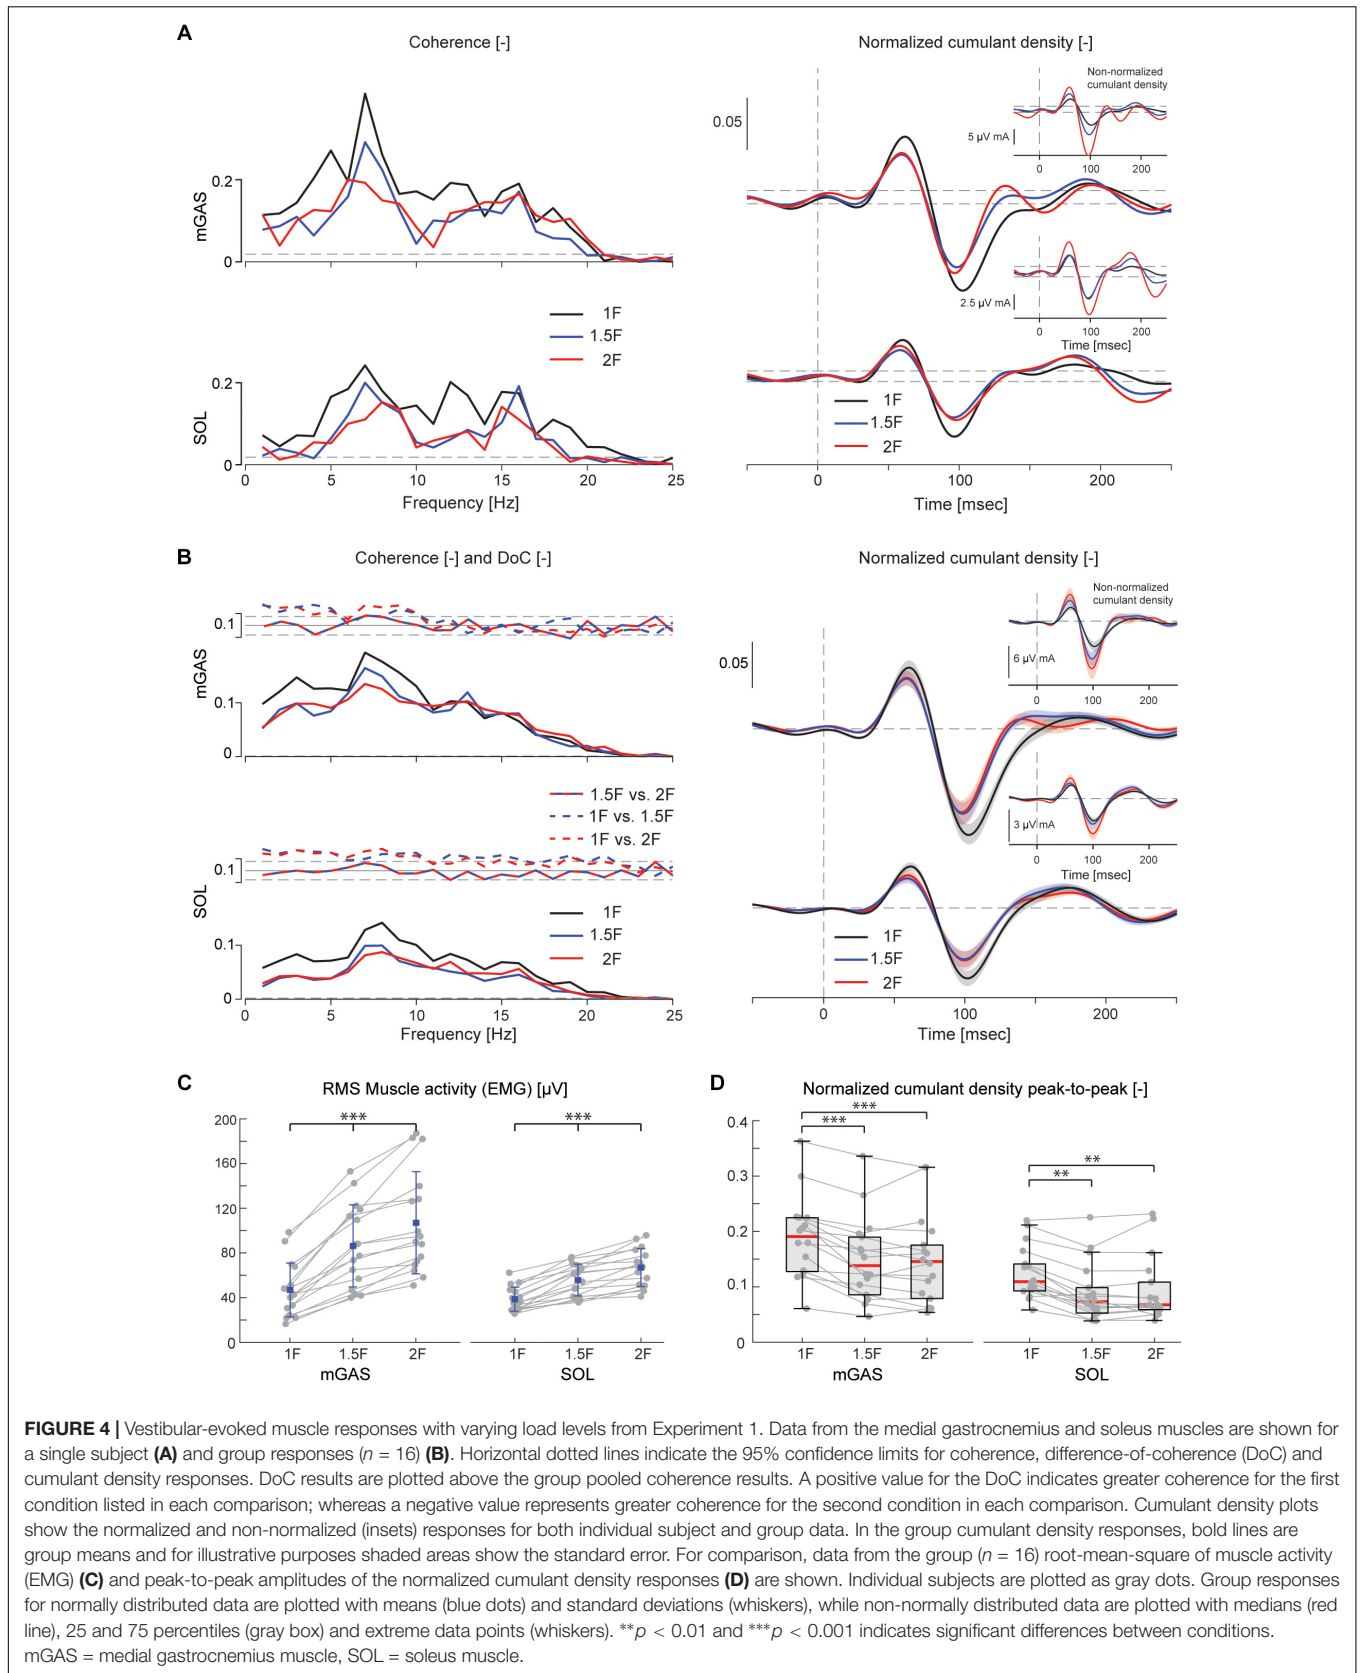 A
Coherence [-]
Normalized cumulant density [-]
Non-normalized
cumulant density
0.05
5 µV mA
0 100 200
mGAS
0.2
0
2.5 µV mA
0 100 200
Time [msec]
1F
1.5F
2F
SOL
0.2
0
0 5 10 15 20 25
Frequency [Hz]
1F
1.5F
2F
0 100 200
Time [msec]
B
Coherence [-] and DoC [-]
Normalized cumulant density [-]
Non-normalized
cumulant density
0.1
mGAS
0.1
0
0.05
6 µV mA
0 100 200
1.5F vs. 2F
1F vs. 1.5F
1F vs. 2F
3 µV mA
0 100 200
Time [msec]
0.1
SOL
1F
1.5F
2F
0.1
0
0 5 10 15 20 25
Frequency [Hz]
1F
1.5F
2F
0 100 200
Time [msec]
C
RMS Muscle activity (EMG) [µV]
200
160
120
80
40
0
***
***
1F 1.5F 2F
mGAS
1F 1.5F 2F
SOL
D
Normalized cumulant density peak-to-peak [-]
0.4
0.3
0.2
0.1
0
***
***
**
**
1F 1.5F 2F
mGAS
1F 1.5F 2F
SOL
FIGURE 4 | Vestibular-evoked muscle responses with varying load levels from Experiment 1. Data from the medial gastrocnemius and soleus muscles are shown for
a single subject (A) and group responses (n = 16) (B). Horizontal dotted lines indicate the 95% confidence limits for coherence, difference-of-coherence (DoC) and
cumulant density responses. DoC results are plotted above the group pooled coherence results. A positive value for the DoC indicates greater coherence for the first
condition listed in each comparison; whereas a negative value represents greater coherence for the second condition in each comparison. Cumulant density plots
show the normalized and non-normalized (insets) responses for both individual subject and group data. In the group cumulant density responses, bold lines are
group means and for illustrative purposes shaded areas show the standard error. For comparison, data from the group (n = 16) root-mean-square of muscle activity
(EMG) (C) and peak-to-peak amplitudes of the normalized cumulant density responses (D) are shown. Individual subjects are plotted as gray dots. Group responses
for normally distributed data are plotted with means (blue dots) and standard deviations (whiskers), while non-normally distributed data are plotted with medians (red
line), 25 and 75 percentiles (gray box) and extreme data points (whiskers). **p < 0.01 and ***p < 0.001 indicates significant differences between conditions.
mGAS = medial gastrocnemius muscle, SOL = soleus muscle.